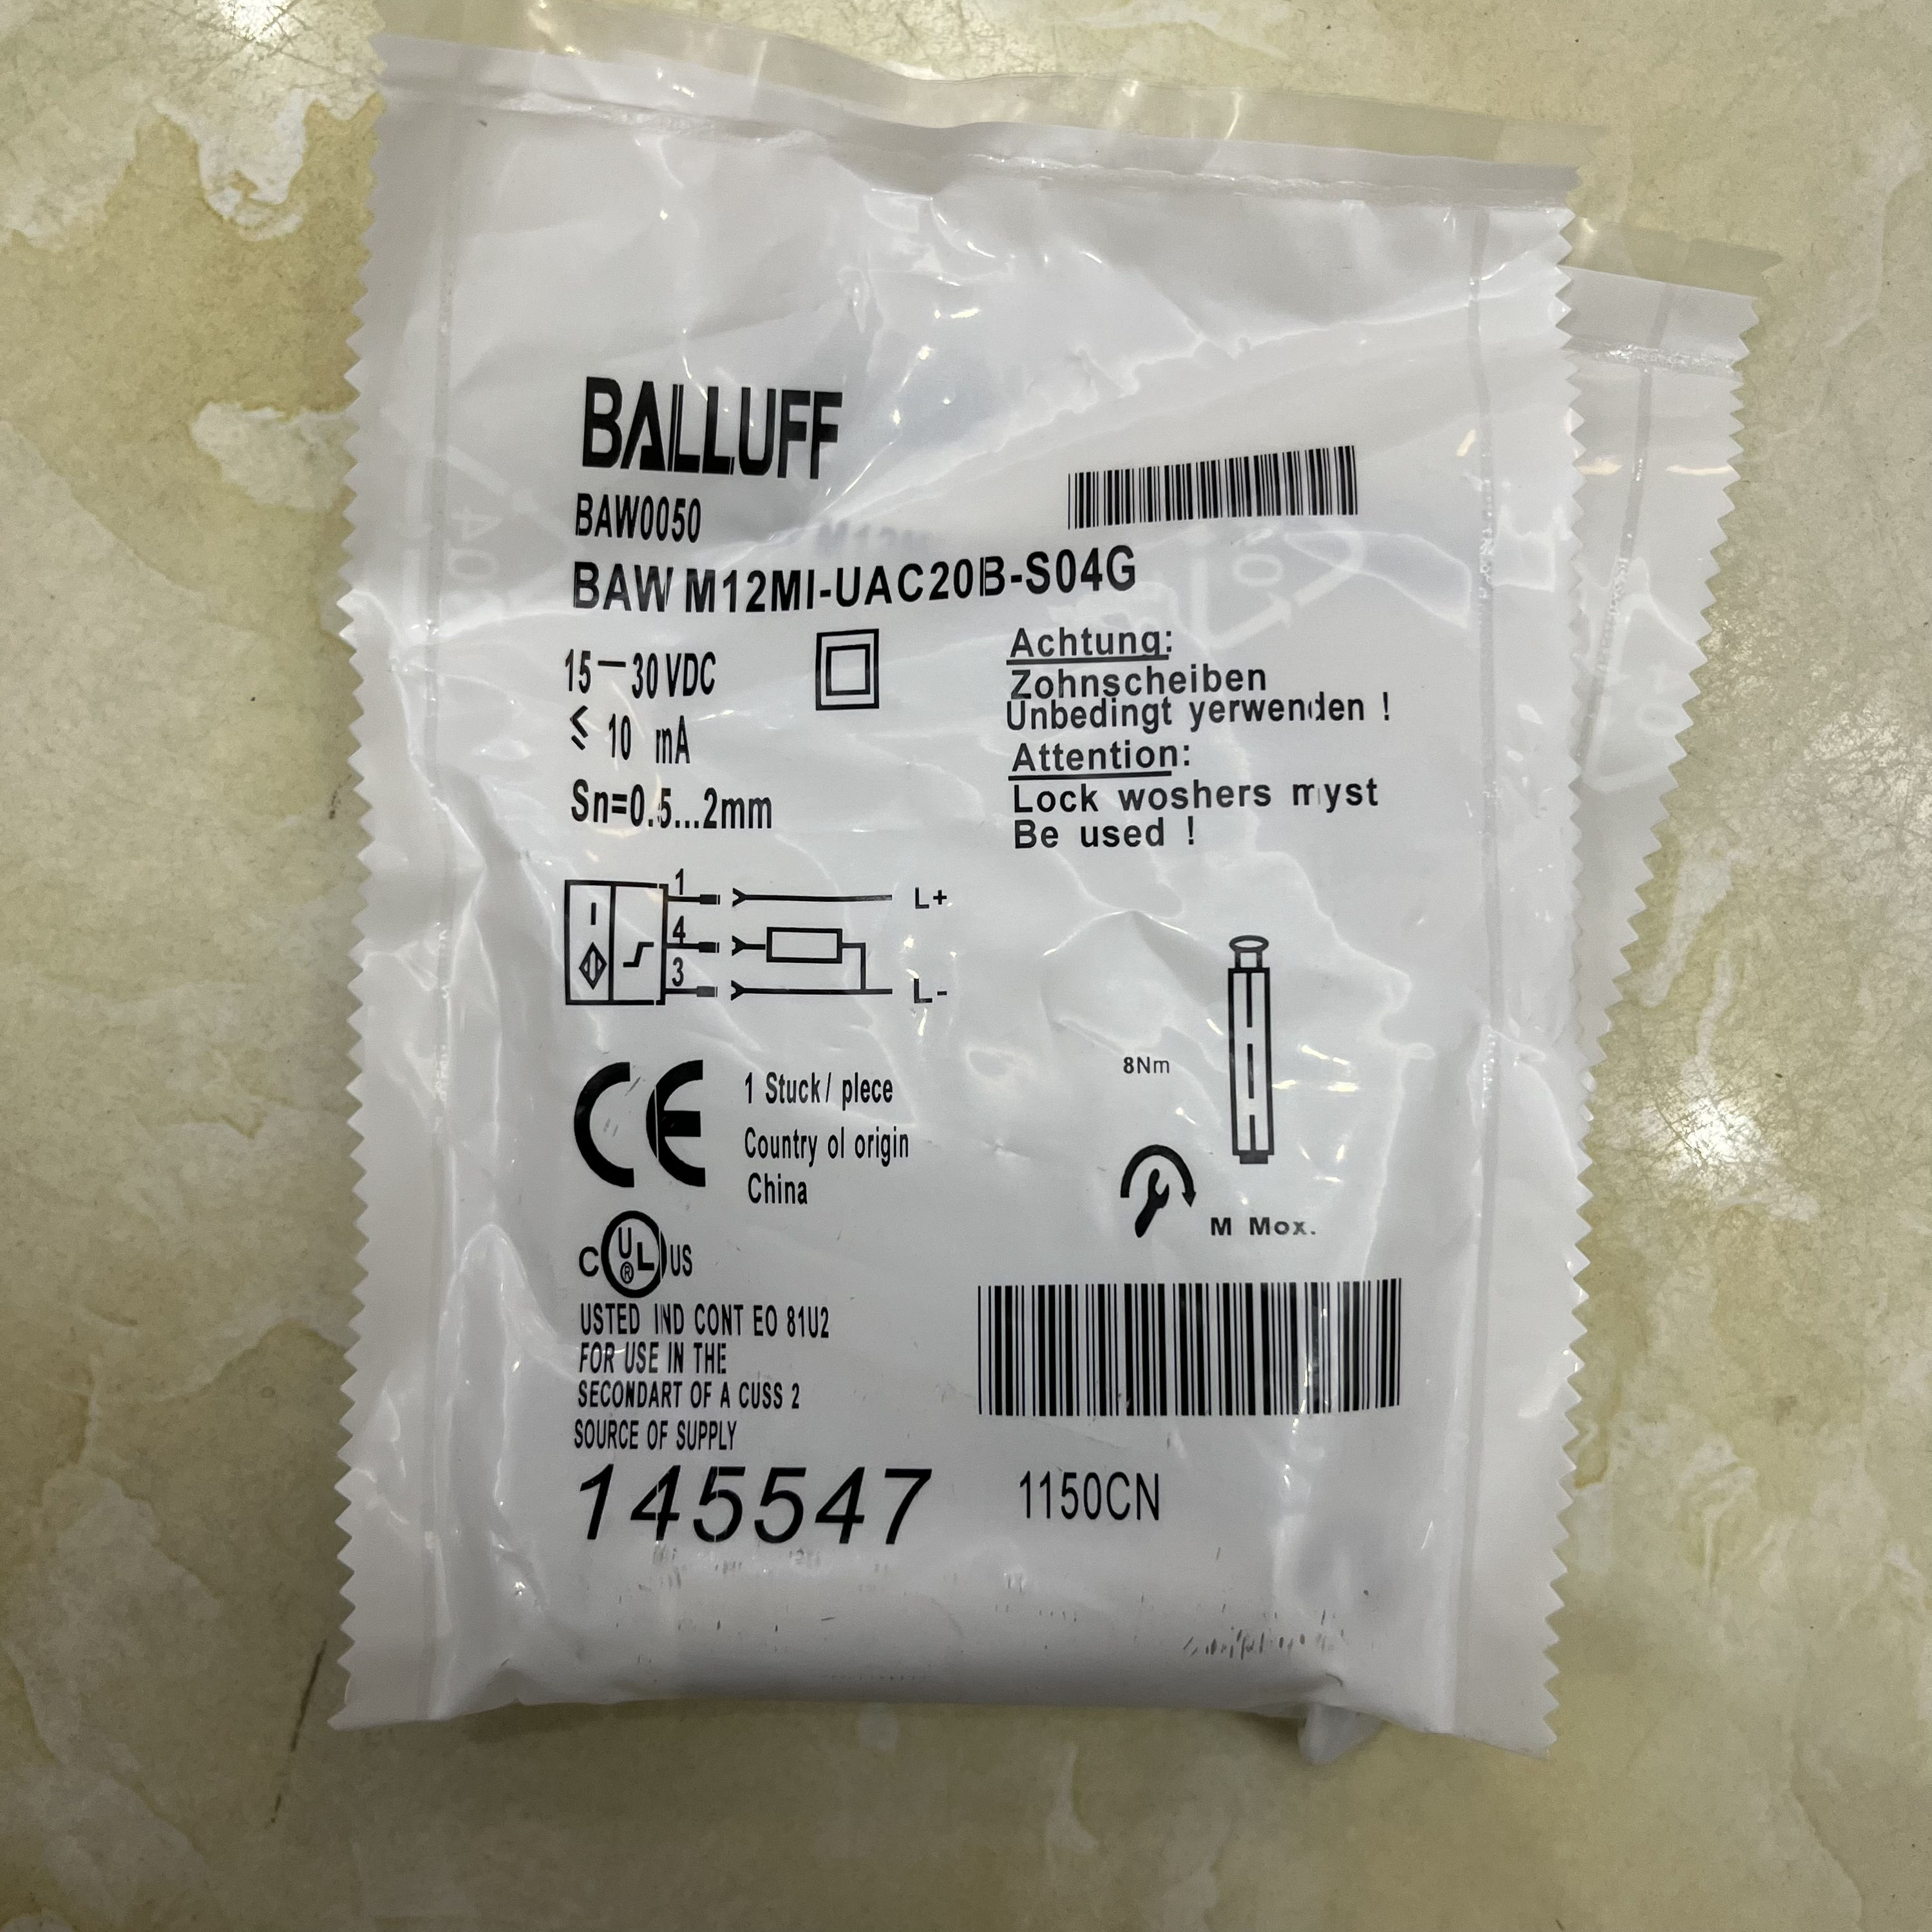 BALLUFF
BAW0050
BAW M12MI-UAC20B-S04G
15—30 VDC
≤ 10 mA
Sn=0.5...2mm
Achtung:
Zohnscheiben
Unbedingt yerwenden !
Attention:
Lock woshers myst
Be used !
1
L+
4
3
L-
8Nm
M Mox.
CE
1 Stuck/ plece
Country ol origin
China
C UL® US
USTED IND CONT EO 81U2
FOR USE IN THE
SECONDART OF A CUSS 2
SOURCE OF SUPPLY
145547
1150CN